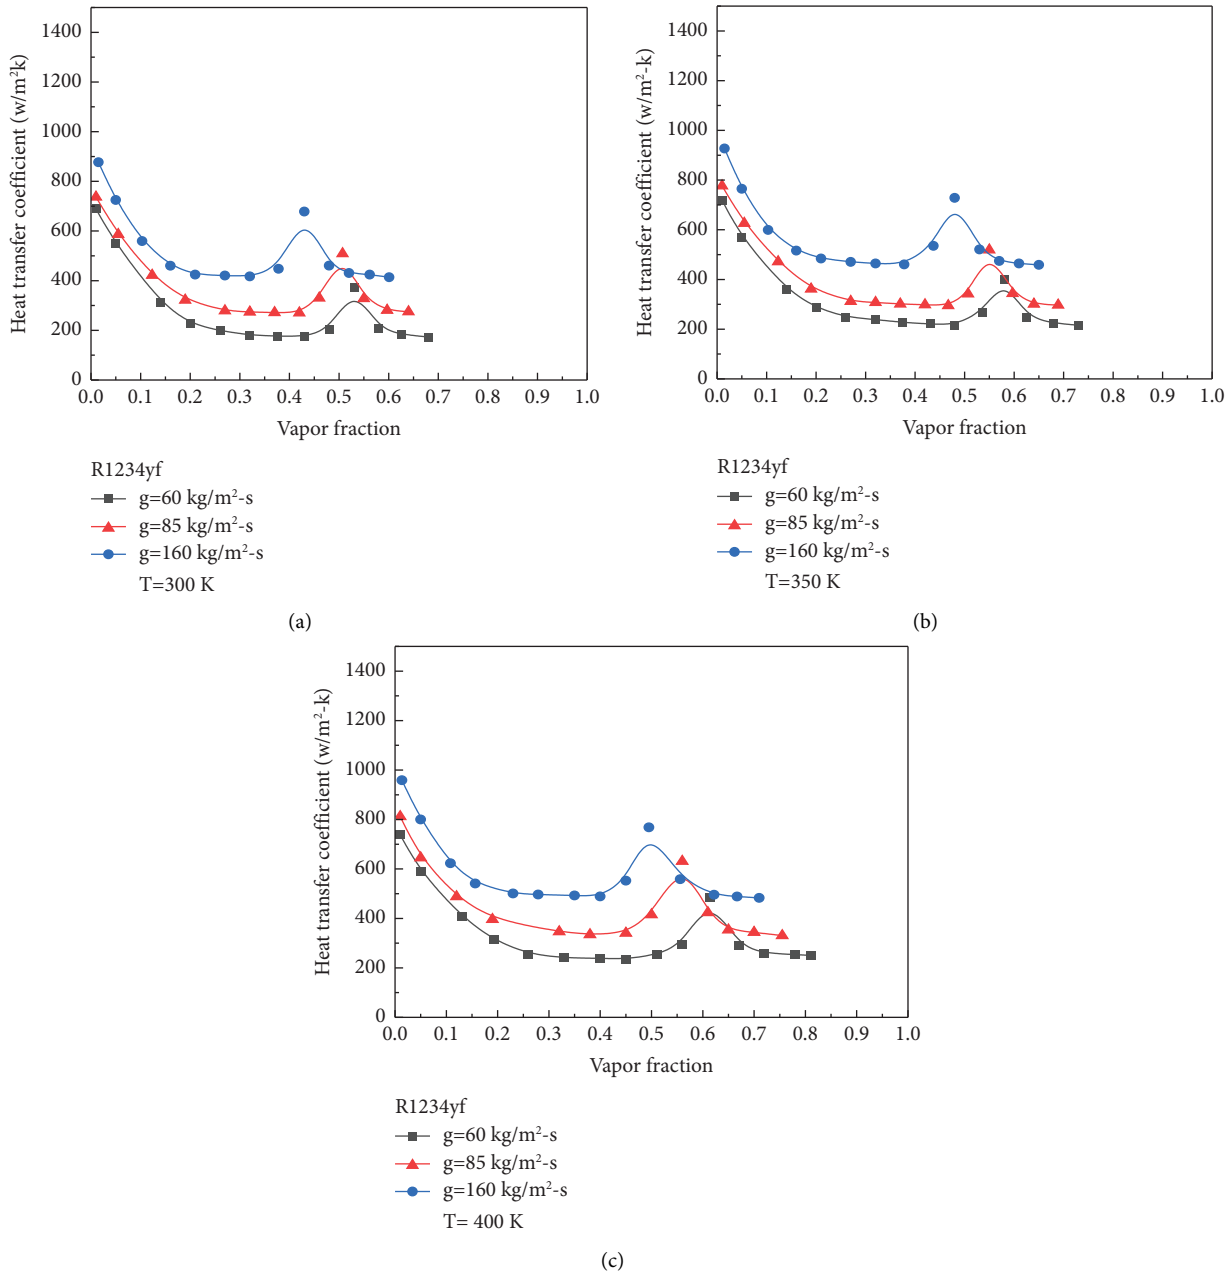 Heat transfer coefficient (w/m²k)
1400
1200
1000
800
600
400
200
0
0.0 0.1 0.2 0.3 0.4 0.5 0.6 0.7 0.8 0.9 1.0
Vapor fraction
R1234yf
g=60 kg/m²-s
g=85 kg/m²-s
g=160 kg/m²-s
T=300 K
(a)
Heat transfer coefficient (w/m²-k)
1400
1200
1000
800
600
400
200
0
0.0 0.1 0.2 0.3 0.4 0.5 0.6 0.7 0.8 0.9 1.0
Vapor fraction
R1234yf
g=60 kg/m²-s
g=85 kg/m²-s
g=160 kg/m²-s
T=350 K
(b)
Heat transfer coefficient (w/m²-k)
1400
1200
1000
800
600
400
200
0
0.0 0.1 0.2 0.3 0.4 0.5 0.6 0.7 0.8 0.9 1.0
Vapor fraction
R1234yf
g=60 kg/m²-s
g=85 kg/m²-s
g=160 kg/m²-s
T= 400 K
(c)